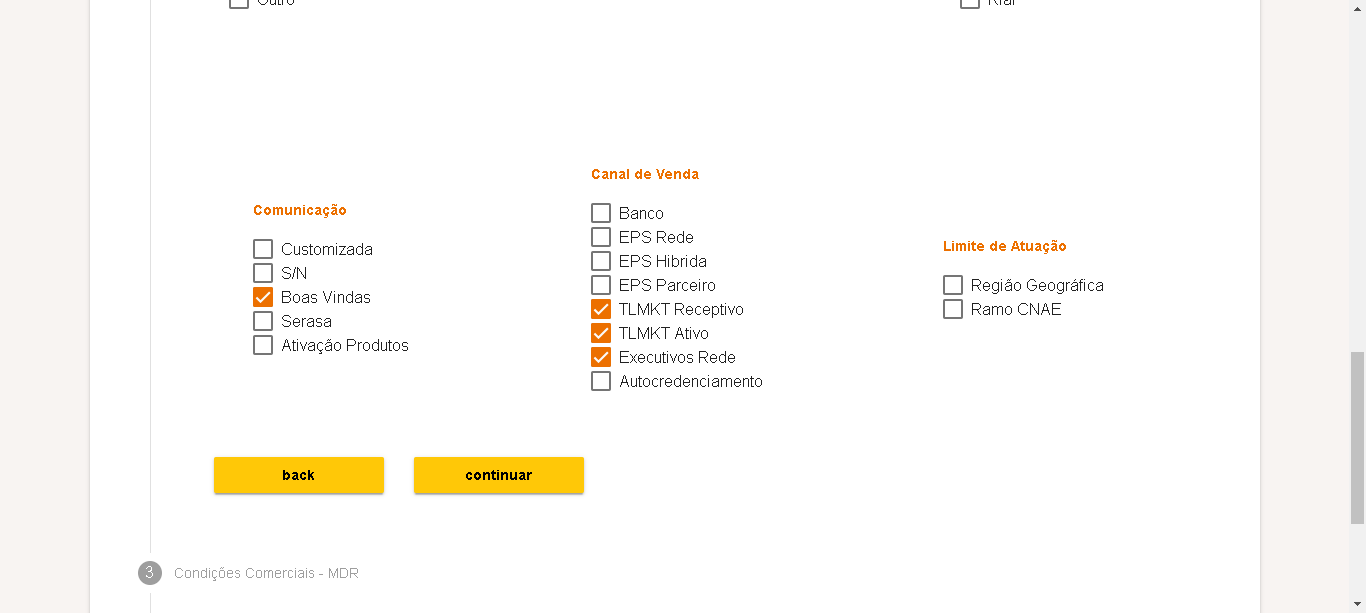 Outro
Canal de Venda
Comunicação
Banco
EPS Rede
Limite de Atuação
Customizada
EPS Hibrida
S/N
EPS Parceiro
Região Geográfica
Boas Vindas
TLMKT Receptivo
Ramo CNAE
Serasa
TLMKT Ativo
Ativação Produtos
Executivos Rede
Autocredenciamento
back
continuar
3 Condições Comerciais - MDR